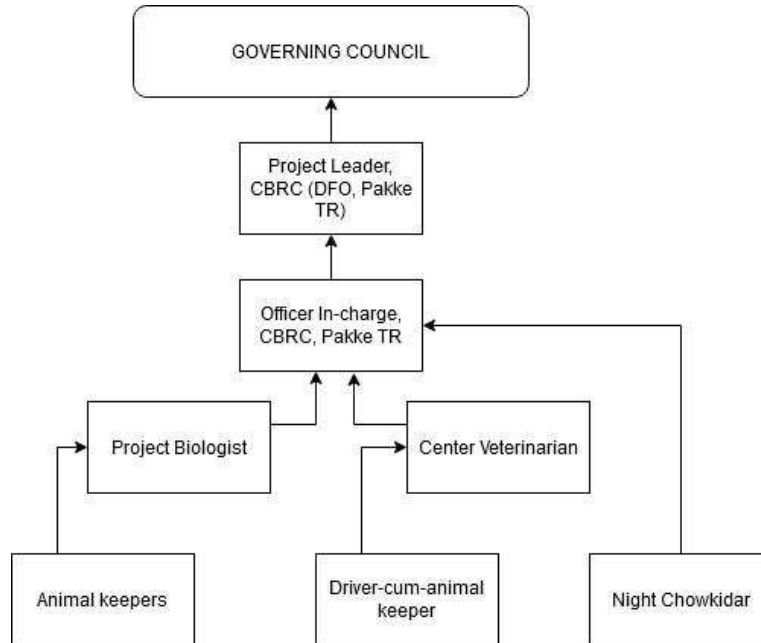 GOVERNING COUNCIL
Project Leader,
CBRC (DFO, Pakke
TR)
Officer In-charge,
CBRC, Pakke TR
Project Biologist
Center Veterinarian
Animal keepers
Driver-cum-animal
keeper
Night Chowkidar